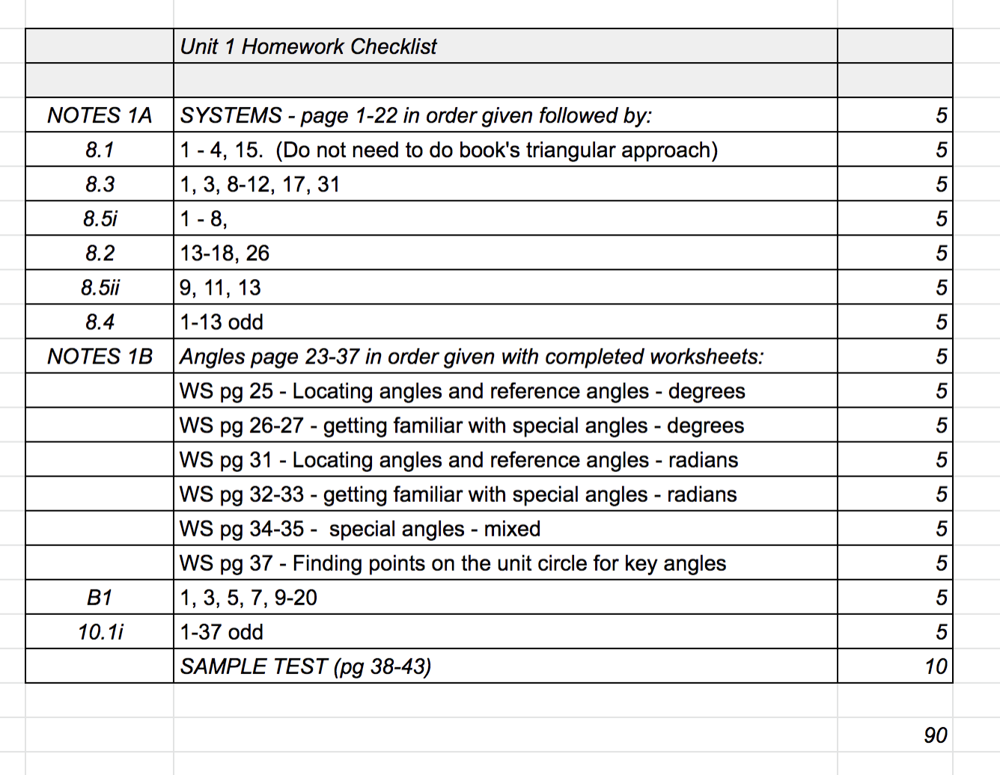 Unit 1 Homework Checklist
NOTES 1A SYSTEMS - page 1-22 in order given followed by: 5
8.1 1 - 4, 15.  (Do not need to do book's triangular approach) 5
8.3 1, 3, 8-12, 17, 31 5
8.5i 1 - 8, 5
8.2 13-18, 26 5
8.5ii 9, 11, 13 5
8.4 1-13 odd 5
NOTES 1B Angles page 23-37 in order given with completed worksheets: 5
WS pg 25 - Locating angles and reference angles - degrees 5
WS pg 26-27 - getting familiar with special angles - degrees 5
WS pg 31 - Locating angles and reference angles - radians 5
WS pg 32-33 - getting familiar with special angles - radians 5
WS pg 34-35 -  special angles - mixed 5
WS pg 37 - Finding points on the unit circle for key angles 5
B1 1, 3, 5, 7, 9-20 5
10.1i 1-37 odd 5
SAMPLE TEST (pg 38-43) 10
90